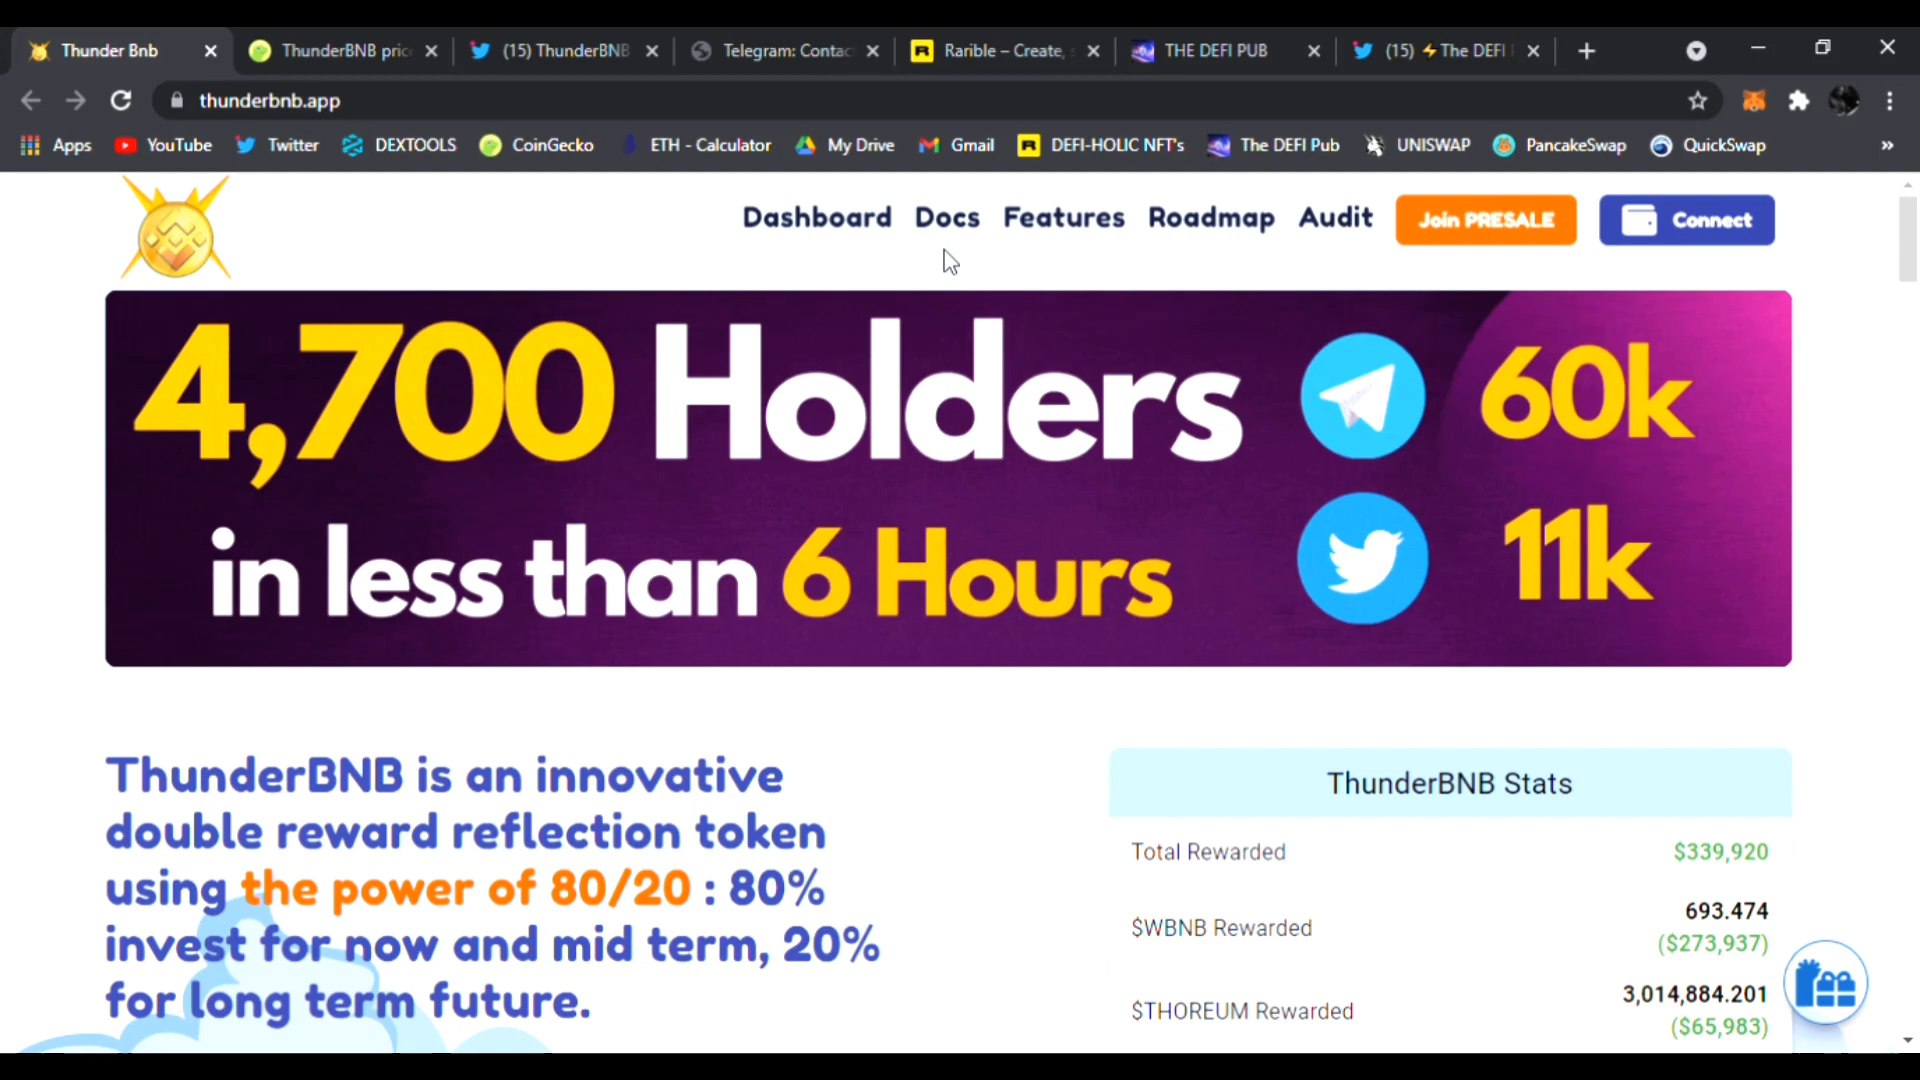 Thunder Bnb
ThunderBNB pric
(15) ThunderBNB
Telegram: Contac
Rarible – Create,
THE DEFI PUB
(15) ⚡The DEFI
thunderbnb.app
Apps
YouTube
Twitter
DEXTOOLS
CoinGecko
ETH - Calculator
My Drive
Gmail
DEFI-HOLIC NFT's
The DEFI Pub
UNISWAP
PancakeSwap
QuickSwap
Dashboard
Docs
Features
Roadmap
Audit
Join PRESALE
Connect
4,700 Holders
60k
in less than 6 Hours
11k
ThunderBNB is an innovative
double reward reflection token
using the power of 80/20 : 80%
invest for now and mid term, 20%
for long term future.
ThunderBNB Stats
Total Rewarded
$339,920
$WBNB Rewarded
693.474
($273,937)
$THOREUM Rewarded
3,014,884.201
($65,983)